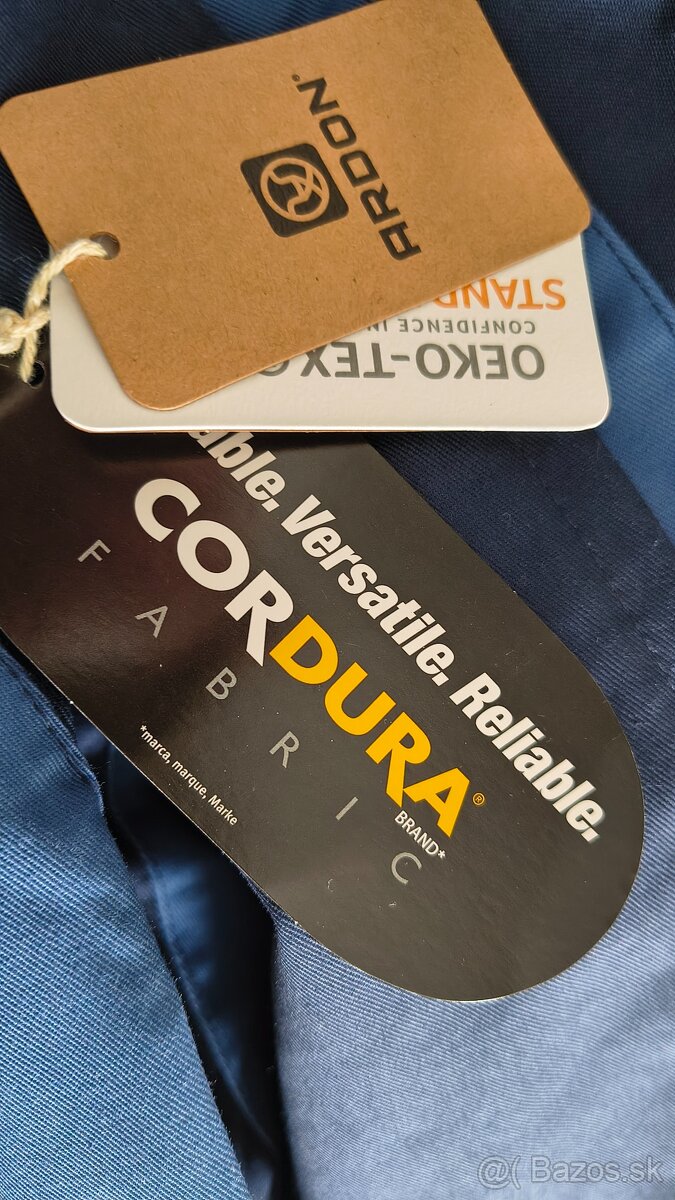 ARDON®
OEKO-TEX
CONFIDENCE IN
STAND
able. Versatile. Reliable.
CORDURA®
BRAND*
FABRIC
*marca, marque, Marke
@( Bazos.sk